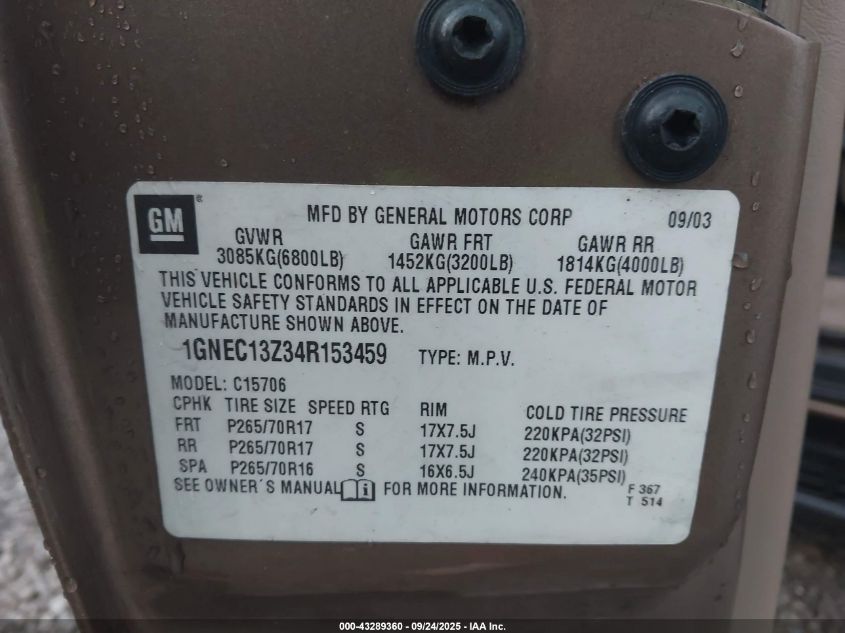 GM®
MFD BY GENERAL MOTORS CORP 09/03
GVWR GAWR FRT GAWR RR
3085KG(6800LB) 1452KG(3200LB) 1814KG(4000LB)
THIS VEHICLE CONFORMS TO ALL APPLICABLE U.S. FEDERAL MOTOR
VEHICLE SAFETY STANDARDS IN EFFECT ON THE DATE OF
MANUFACTURE SHOWN ABOVE.
1GNEC13Z34R153459 TYPE: M.P.V.
MODEL: C15706
CPHK TIRE SIZE SPEED RTG RIM COLD TIRE PRESSURE
FRT P265/70R17 S 17X7.5J 220KPA(32PSI)
RR P265/70R17 S 17X7.5J 220KPA(32PSI)
SPA P265/70R16 S 16X6.5J 240KPA(35PSI)
SEE OWNER'S MANUAL i FOR MORE INFORMATION.
F 367
T 514
000-43289360 - 09/24/2025 - IAA Inc.